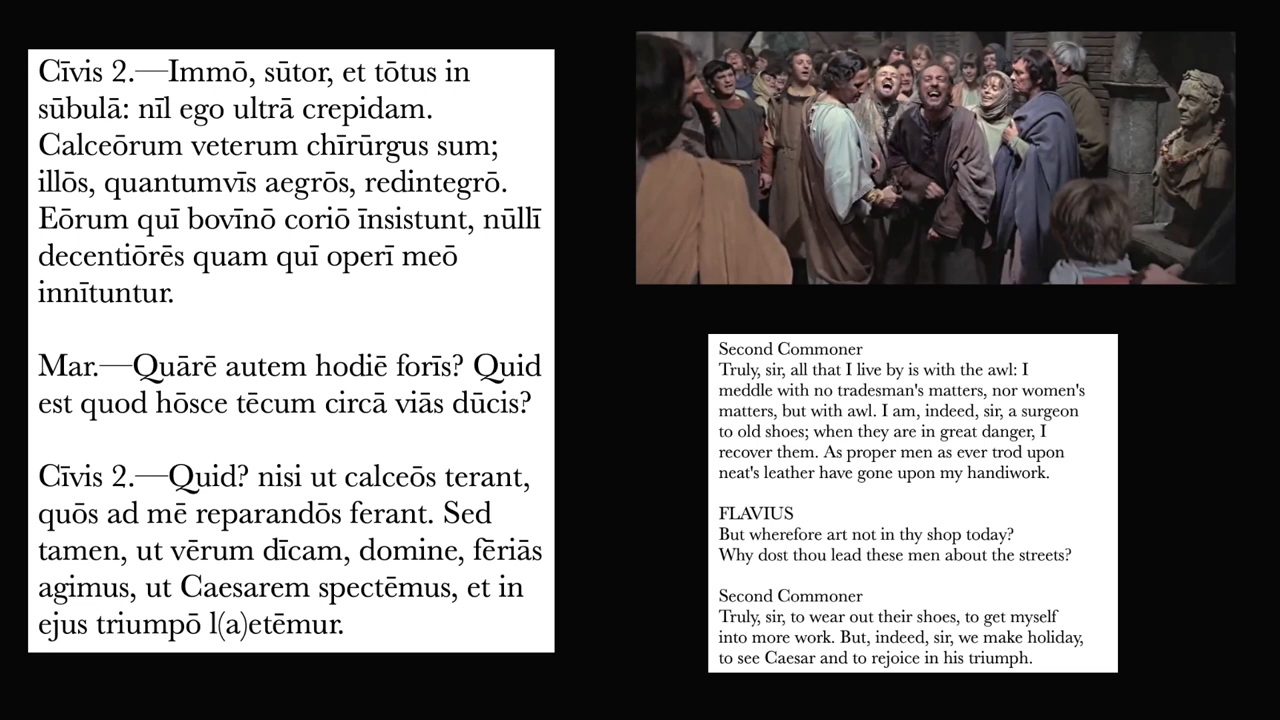 Cīvis 2.—Immō, sūtor, et tōtus in
sūbulā: nīl ego ultrā crepidam.
Calceōrum veterum chīrūrgus sum;
illōs, quantumvīs aegrōs, redintegrō.
Eōrum quī bovīnō coriō īnsistunt, nūllī
decentiōrēs quam quī operī meō
innītuntur.

Mar.—Quārē autem hodiē forīs? Quid
est quod hōsce tēcum circā viās dūcis?

Cīvis 2.—Quid? nisi ut calceōs terant,
quōs ad mē reparandōs ferant. Sed
tamen, ut vērum dīcam, domine, fēriās
agimus, ut Caesarem spectēmus, et in
ejus triumpō l(a)etēmur.

Second Commoner
Truly, sir, all that I live by is with the awl: I
meddle with no tradesman's matters, nor women's
matters, but with awl. I am, indeed, sir, a surgeon
to old shoes; when they are in great danger, I
recover them. As proper men as ever trod upon
neat's leather have gone upon my handiwork.

FLAVIUS
But wherefore art not in thy shop today?
Why dost thou lead these men about the streets?

Second Commoner
Truly, sir, to wear out their shoes, to get myself
into more work. But, indeed, sir, we make holiday,
to see Caesar and to rejoice in his triumph.